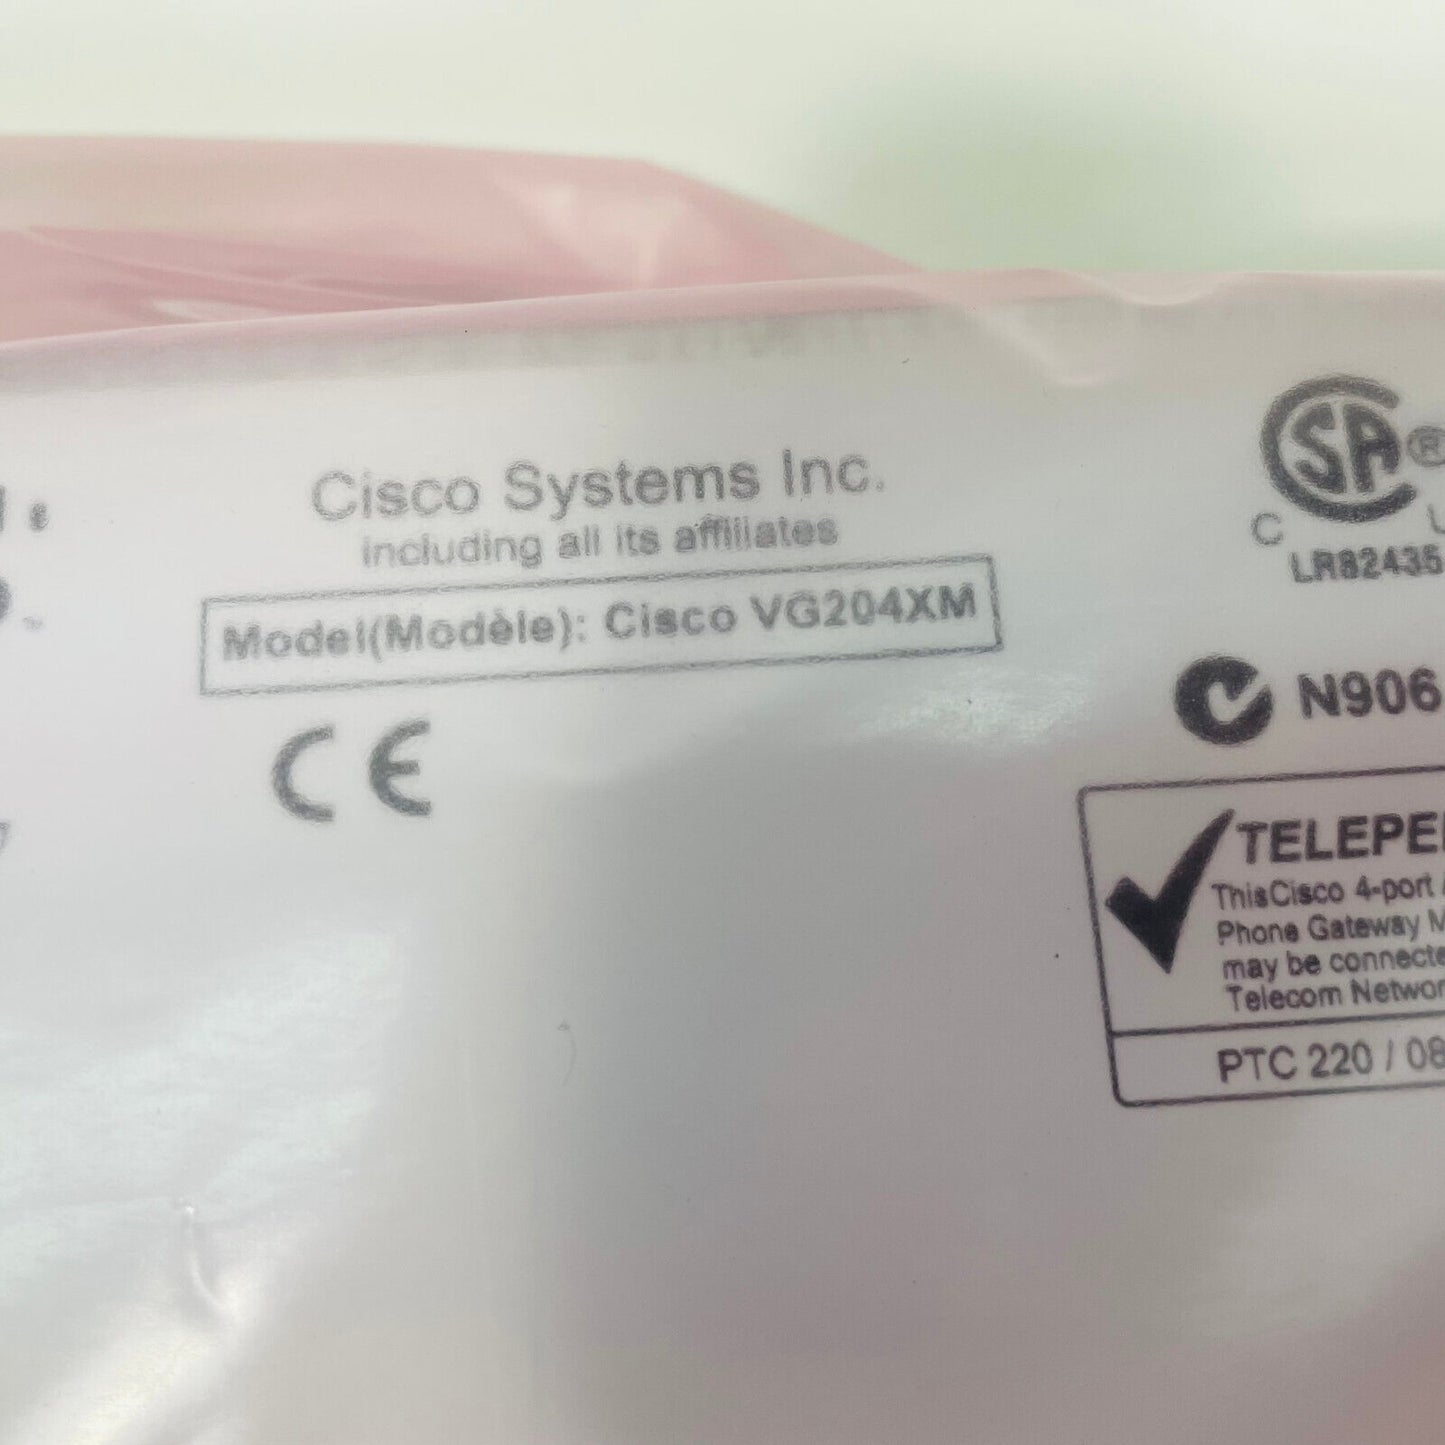 Cisco Systems Inc.
including all its affiliates
Model(Modèle): Cisco VG204XM
CE
CSA®
C
LR82435
N906
TELEPE
ThisCisco 4-port
Phone Gateway M
may be connecte
Telecom Networ
PTC 220 / 08